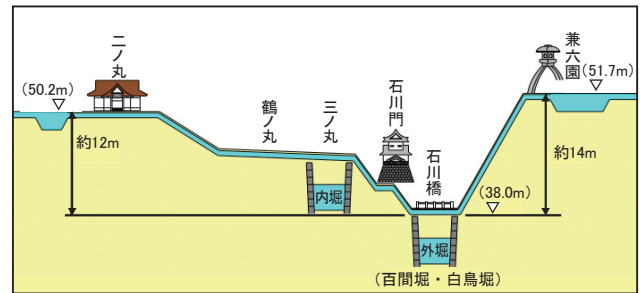 二ノ丸
(50.2m)
約12m
鶴ノ丸
三ノ丸
内堀
石川門
石川橋
外堀
(百間堀・白鳥堀)
(38.0m)
約14m
兼六園
(51.7m)